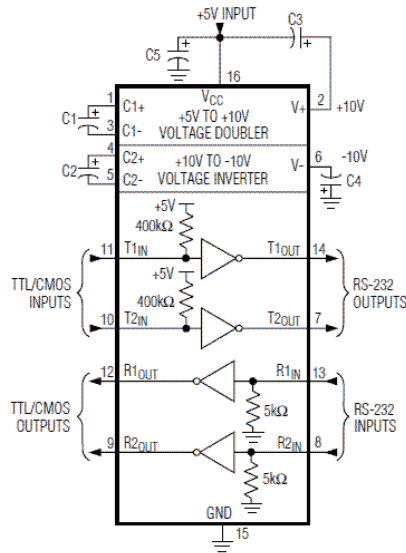 +5V INPUT
C3
C5
+
+
16
VCC
1
C1+
+5V TO +10V
V+
2
+10V
C1
+
3
C1-
VOLTAGE DOUBLER
4
C2+
+10V TO -10V
V-
6
-10V
C2
+
5
C2-
VOLTAGE INVERTER
C4
+
+5V
400kΩ
11
T1IN
T1OUT
14
+5V
TTL/CMOS
INPUTS
400kΩ
RS-232
OUTPUTS
10
T2IN
T2OUT
7
12
R1OUT
R1IN
13
TTL/CMOS
OUTPUTS
5kΩ
RS-232
INPUTS
9
R2OUT
R2IN
8
5kΩ
GND
15